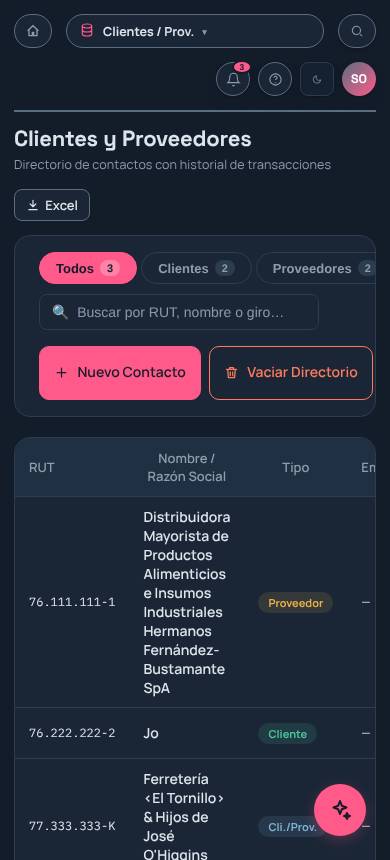 Clientes / Prov. ▾
3
SO
Clientes y Proveedores
Directorio de contactos con historial de transacciones
Excel
Todos 3 Clientes 2 Proveedores 2
Buscar por RUT, nombre o giro…
+ Nuevo Contacto Vaciar Directorio
RUT Nombre / Tipo
Razón Social
Distribuidora
Mayorista de
Productos
Alimenticios
e Insumos
76.111.111-1 Industriales Proveedor —
Hermanos
Fernández-
Bustamante
SpA
76.222.222-2 Jo Cliente —
Ferretería
<El Tornillo>
& Hijos de
77.333.333-K José Cli./Prov. —
O'Higgins